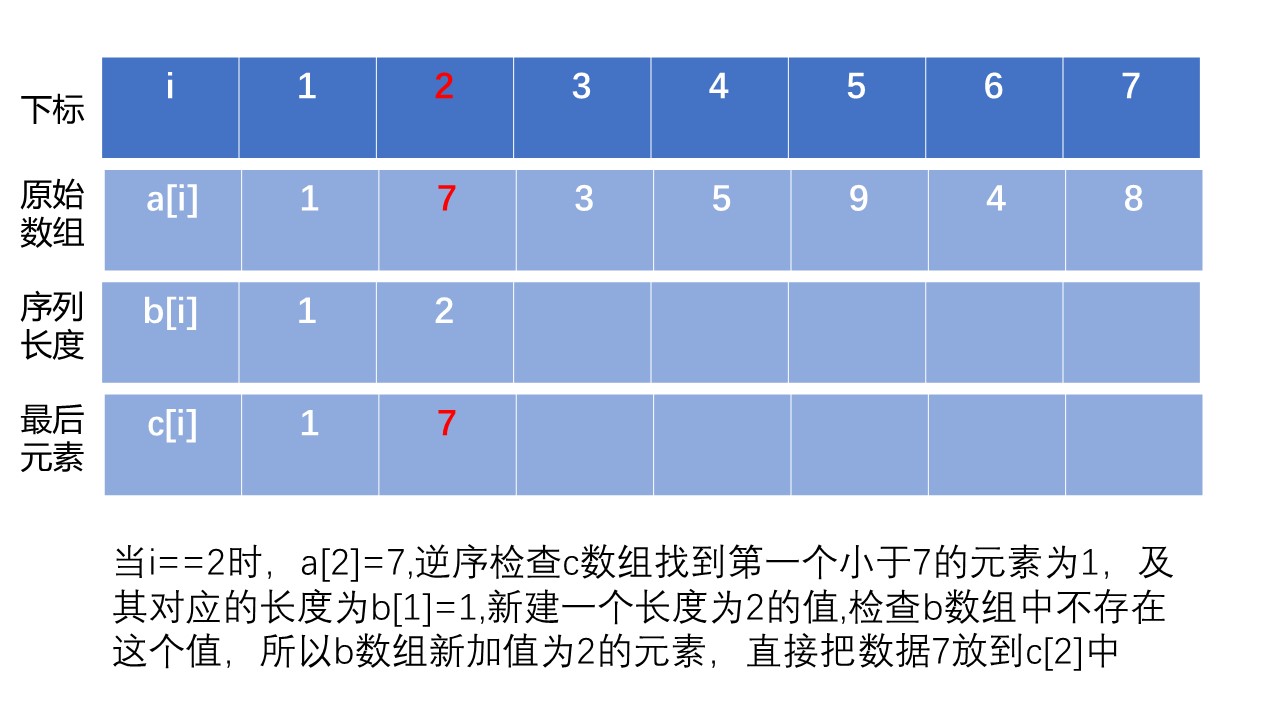 下标 i 1 2 3 4 5 6 7
原始
数组 a[i] 1 7 3 5 9 4 8
序列
长度 b[i] 1 2
最后
元素 c[i] 1 7
当i==2时，a[2]=7,逆序检查c数组找到第一个小于7的元素为1，及
其对应的长度为b[1]=1,新建一个长度为2的值,检查b数组中不存在
这个值，所以b数组新加值为2的元素，直接把数据7放到c[2]中